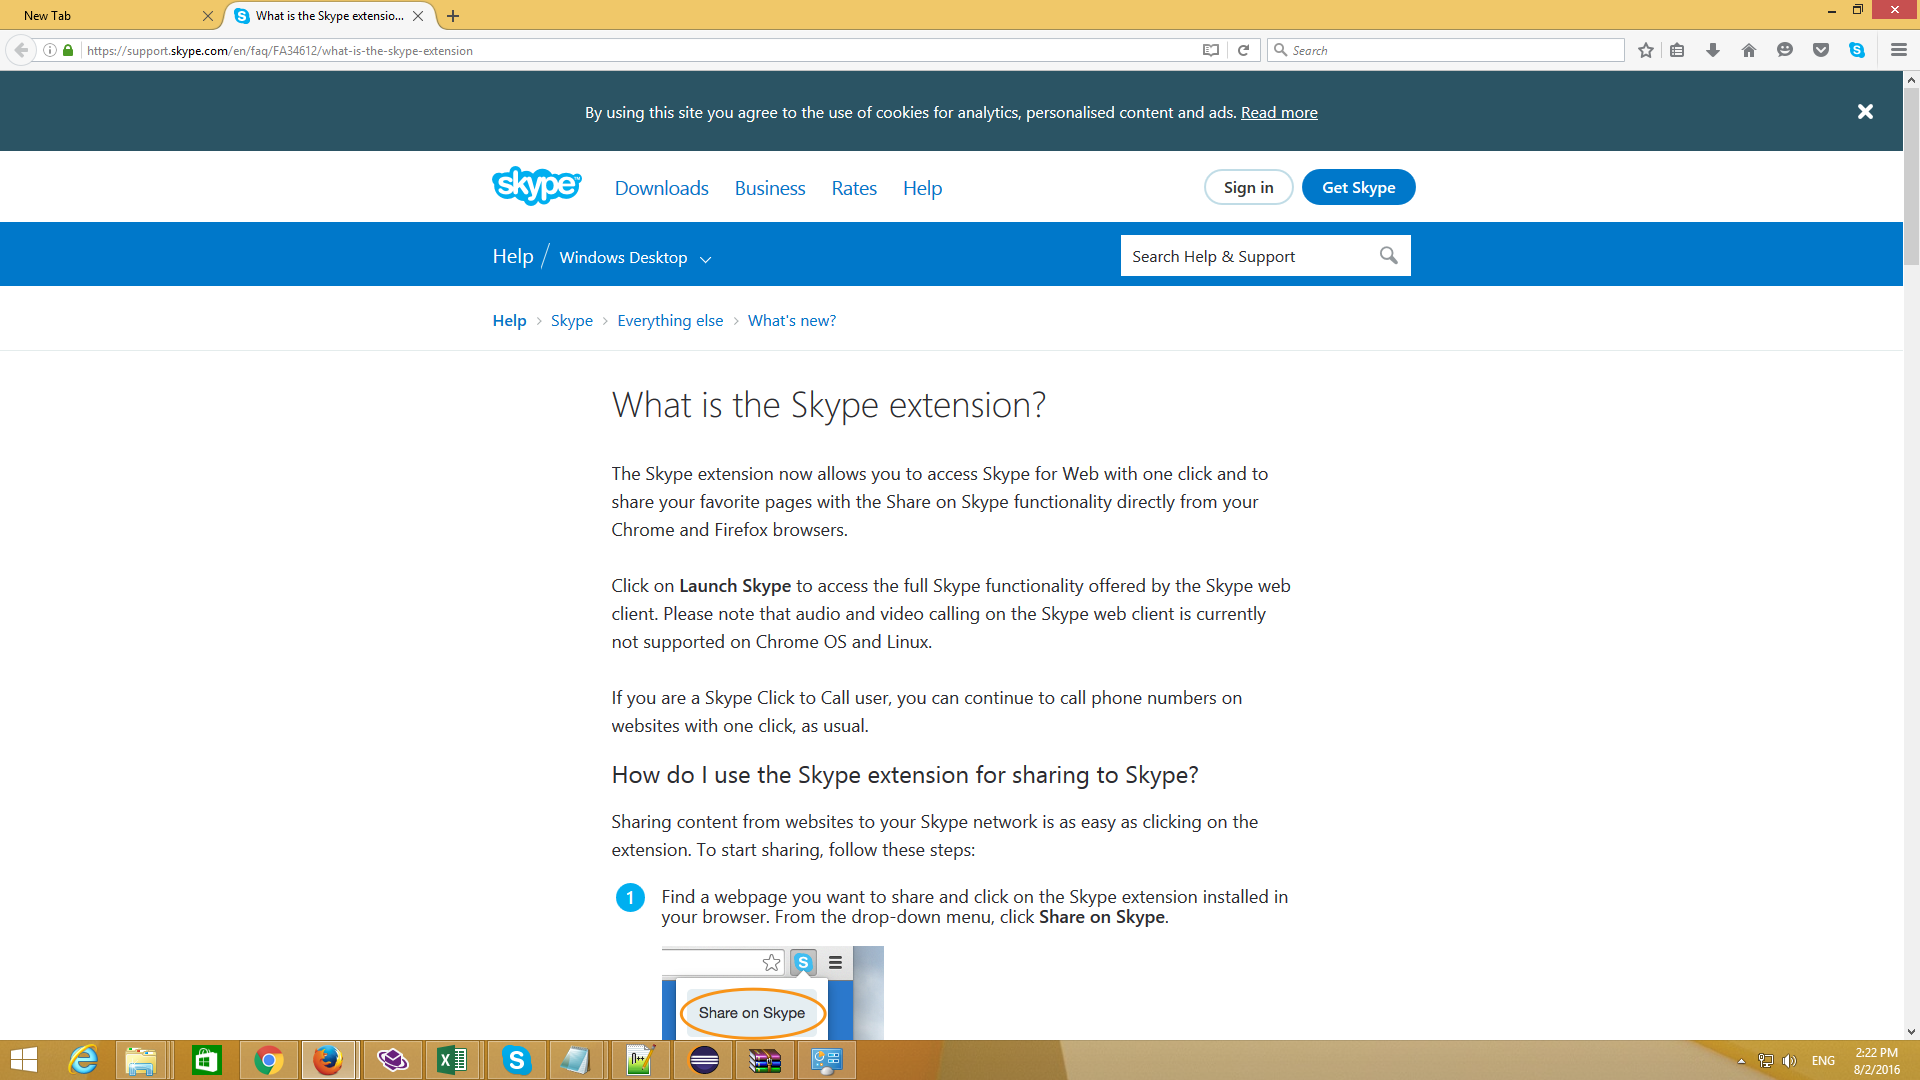 New Tab
What is the Skype extensio...
https://support.skype.com/en/faq/FA34612/what-is-the-skype-extension
Search
By using this site you agree to the use of cookies for analytics, personalised content and ads. Read more
skype™
Downloads
Business
Rates
Help
Sign in
Get Skype
Help / Windows Desktop
Search Help & Support
Help > Skype > Everything else > What's new?
What is the Skype extension?
The Skype extension now allows you to access Skype for Web with one click and to
share your favorite pages with the Share on Skype functionality directly from your
Chrome and Firefox browsers.
Click on Launch Skype to access the full Skype functionality offered by the Skype web
client. Please note that audio and video calling on the Skype web client is currently
not supported on Chrome OS and Linux.
If you are a Skype Click to Call user, you can continue to call phone numbers on
websites with one click, as usual.
How do I use the Skype extension for sharing to Skype?
Sharing content from websites to your Skype network is as easy as clicking on the
extension. To start sharing, follow these steps:
1 Find a webpage you want to share and click on the Skype extension installed in
your browser. From the drop-down menu, click Share on Skype.
Share on Skype
ENG
2:22 PM
8/2/2016